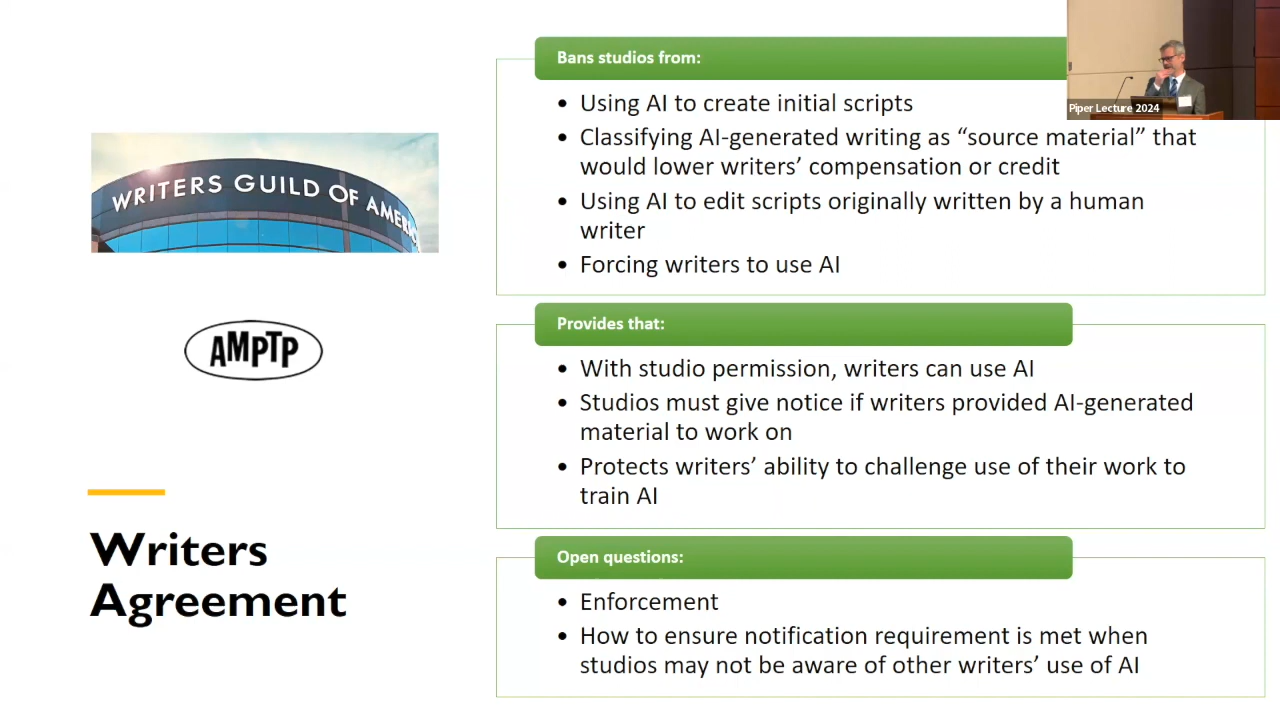 WRITERS GUILD OF AMERIC
AMPTP
Writers
Agreement
Bans studios from:
• Using AI to create initial scripts
• Classifying AI-generated writing as “source material” that
would lower writers’ compensation or credit
• Using AI to edit scripts originally written by a human
writer
• Forcing writers to use AI
Provides that:
• With studio permission, writers can use AI
• Studios must give notice if writers provided AI-generated
material to work on
• Protects writers’ ability to challenge use of their work to
train AI
Open questions:
• Enforcement
• How to ensure notification requirement is met when
studios may not be aware of other writers’ use of AI
Piper Lecture 2024